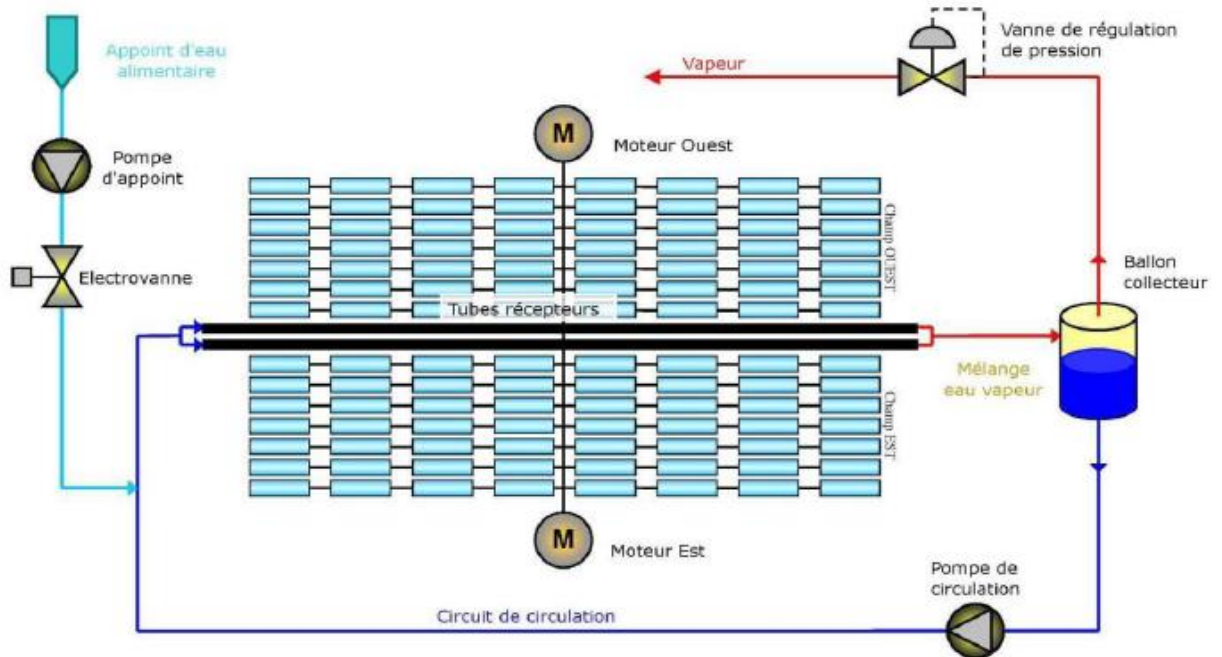 Appoint d'eau
alimentaire
Vanne de régulation
de pression
Vapeur
M
Moteur Ouest
Pompe
d'appoint
Champ OUEST
Electrovanne
Ballon
collecteur
Tubes récepteurs
Mélange
eau vapeur
Champ EST
M
Moteur Est
Pompe de
circulation
Circuit de circulation